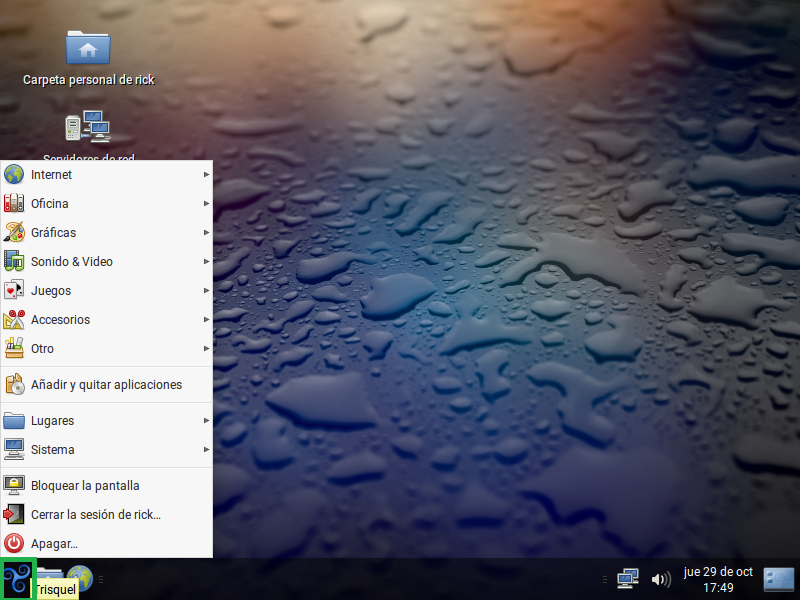 Carpeta personal de rick
Servidores de red
Internet
Oficina
Gráficas
Sonido & Video
Juegos
Accesorios
Otro
Añadir y quitar aplicaciones
Lugares
Sistema
Bloquear la pantalla
Cerrar la sesión de rick...
Apagar...
Trisquel
jue 29 de oct
17:49